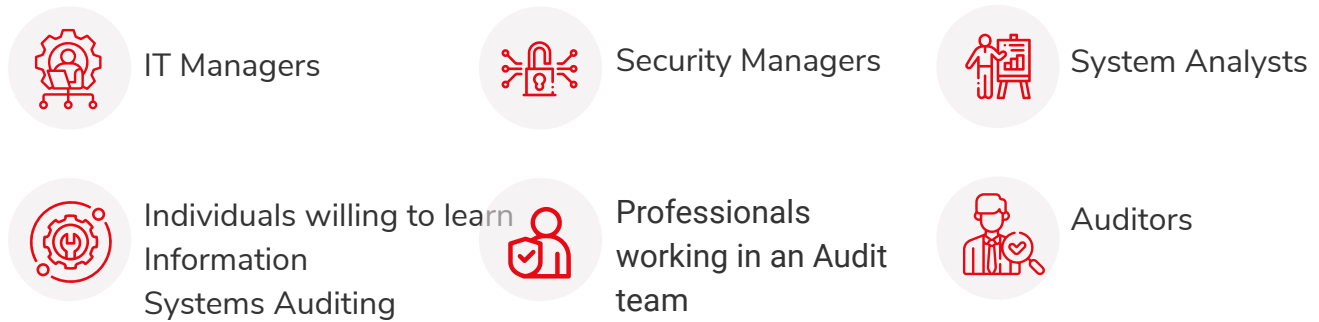 IT Managers
Security Managers
System Analysts
Individuals willing to learn
Information
Systems Auditing
Professionals
working in an Audit
team
Auditors